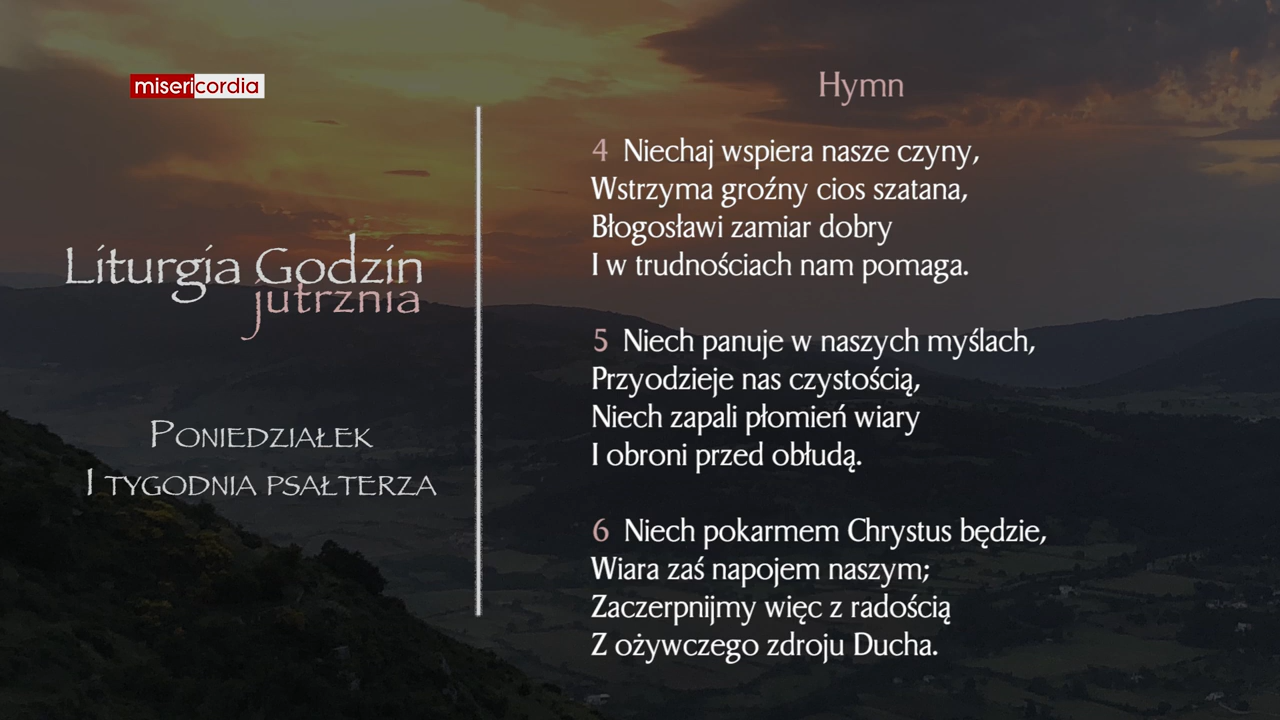 misericordia
Liturgia Godzin
jutrznia
Poniedziałek
I tygodnia psałterza
Hymn
4 Niechaj wspiera nasze czyny,
Wstrzyma groźny cios szatana,
Błogosławi zamiar dobry
I w trudnościach nam pomaga.
5 Niech panuje w naszych myślach,
Przyodzieje nas czystością,
Niech zapali płomień wiary
I obroni przed obłudą.
6 Niech pokarmem Chrystus będzie,
Wiara zaś napojem naszym;
Zaczerpnijmy więc z radością
Z ożywczego zdroju Ducha.